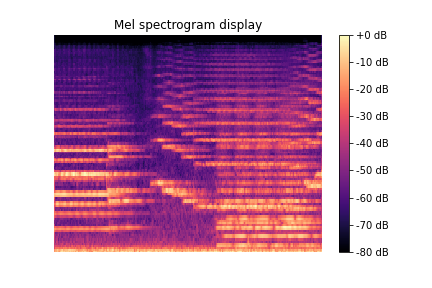 Mel spectrogram display
+0 dB
-10 dB
-20 dB
-30 dB
-40 dB
-50 dB
-60 dB
-70 dB
-80 dB